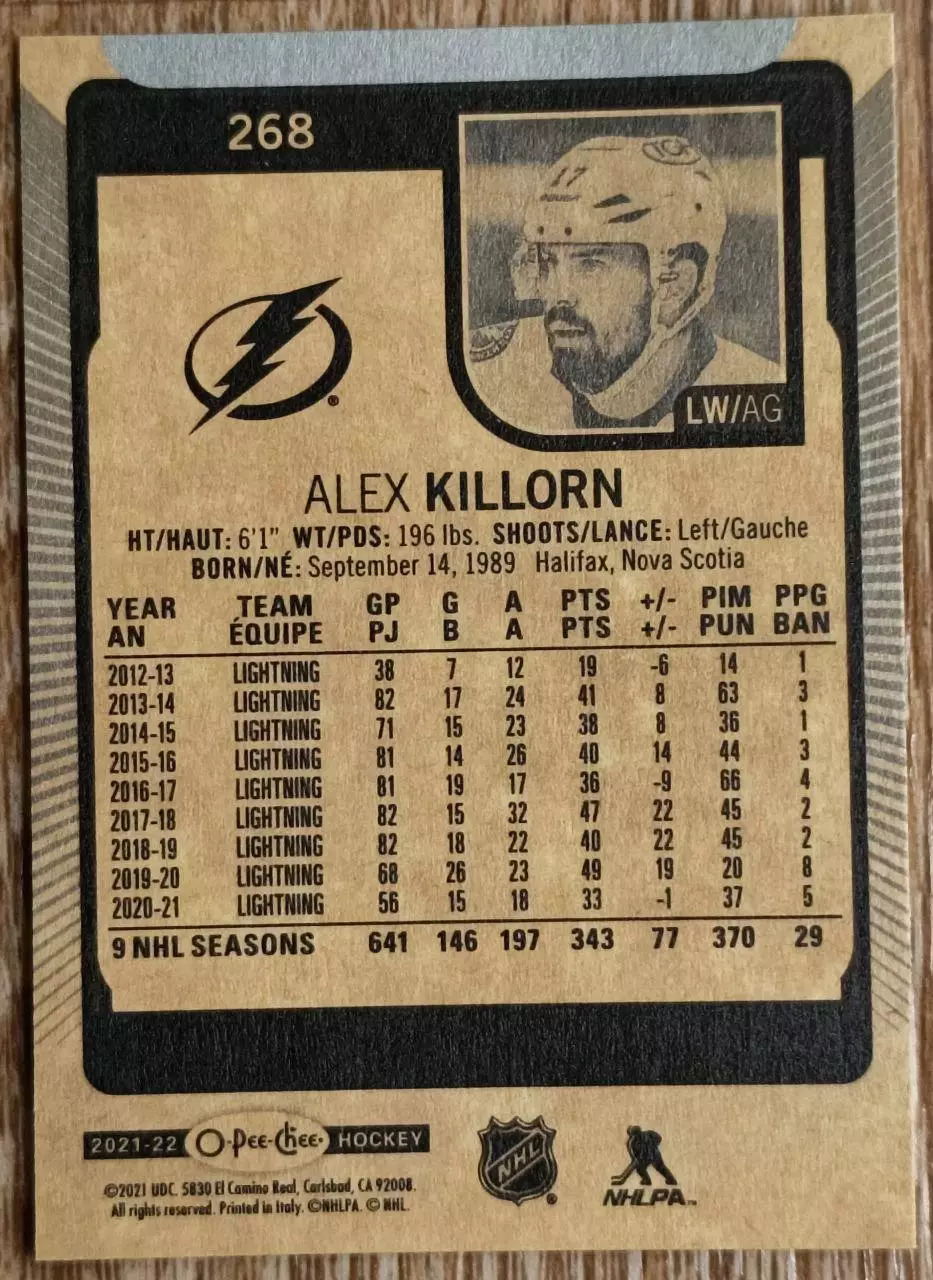 268
17
LW/AG
ALEX KILLORN
HT/HAUT: 6'1" WT/PDS: 196 lbs. SHOOTS/LANCE: Left/Gauche
BORN/NÉ: September 14, 1989 Halifax, Nova Scotia
YEAR TEAM GP G A PTS +/- PIM PPG
AN ÉQUIPE PJ B A PTS +/- PUN BAN
2012-13 LIGHTNING 38 7 12 19 -6 14 1
2013-14 LIGHTNING 82 17 24 41 8 63 3
2014-15 LIGHTNING 71 15 23 38 8 36 1
2015-16 LIGHTNING 81 14 26 40 14 44 3
2016-17 LIGHTNING 81 19 17 36 -9 66 4
2017-18 LIGHTNING 82 15 32 47 22 45 2
2018-19 LIGHTNING 82 18 22 40 22 45 2
2019-20 LIGHTNING 68 26 23 49 19 20 8
2020-21 LIGHTNING 56 15 18 33 -1 37 5
9 NHL SEASONS 641 146 197 343 77 370 29
2021-22 O-Pee-Chee HOCKEY
NHL
NHLPA
©2021 UDC. 5830 El Camino Real, Carlsbad, CA 92008.
All rights reserved. Printed in Italy. ©NHLPA. © NHL.